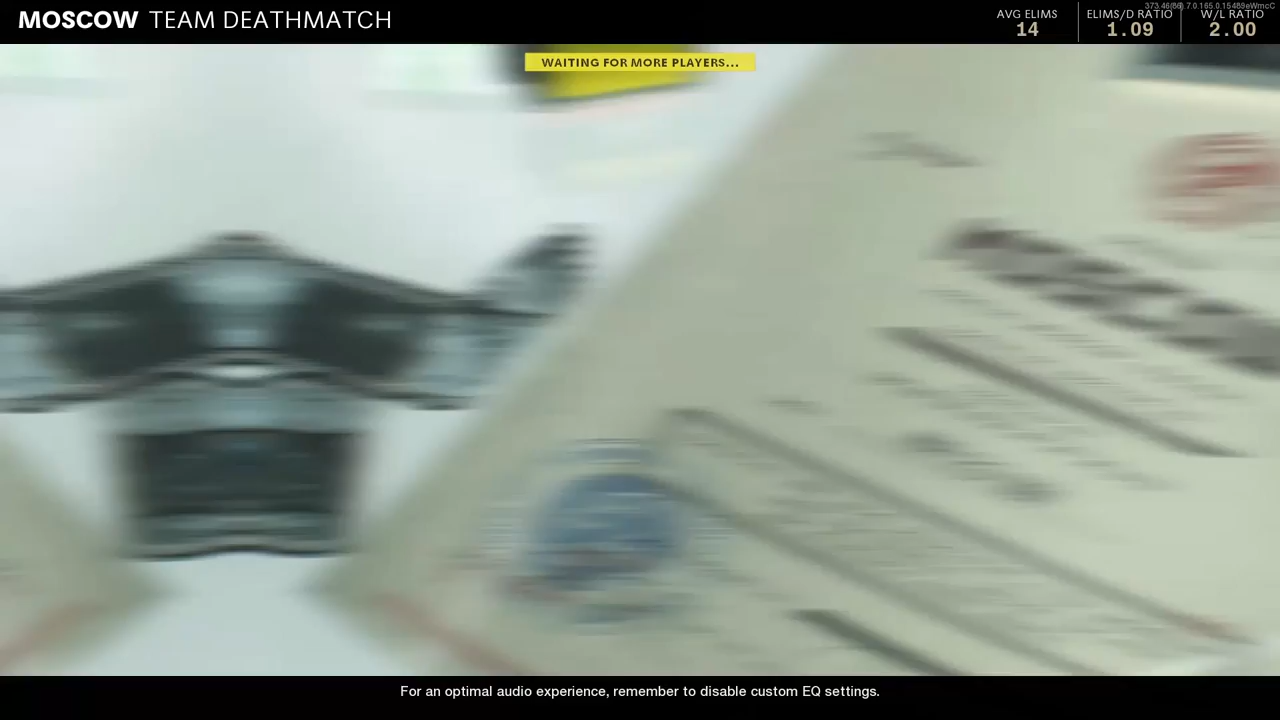 MOSCOW TEAM DEATHMATCH
AVG ELIMS
14
ELIMS/D RATIO
1.09
W/L RATIO
2.00
WAITING FOR MORE PLAYERS...
For an optimal audio experience, remember to disable custom EQ settings.